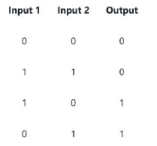 Input 1 Input 2 Output
0 0 0
1 1 0
1 0 1
0 1 1